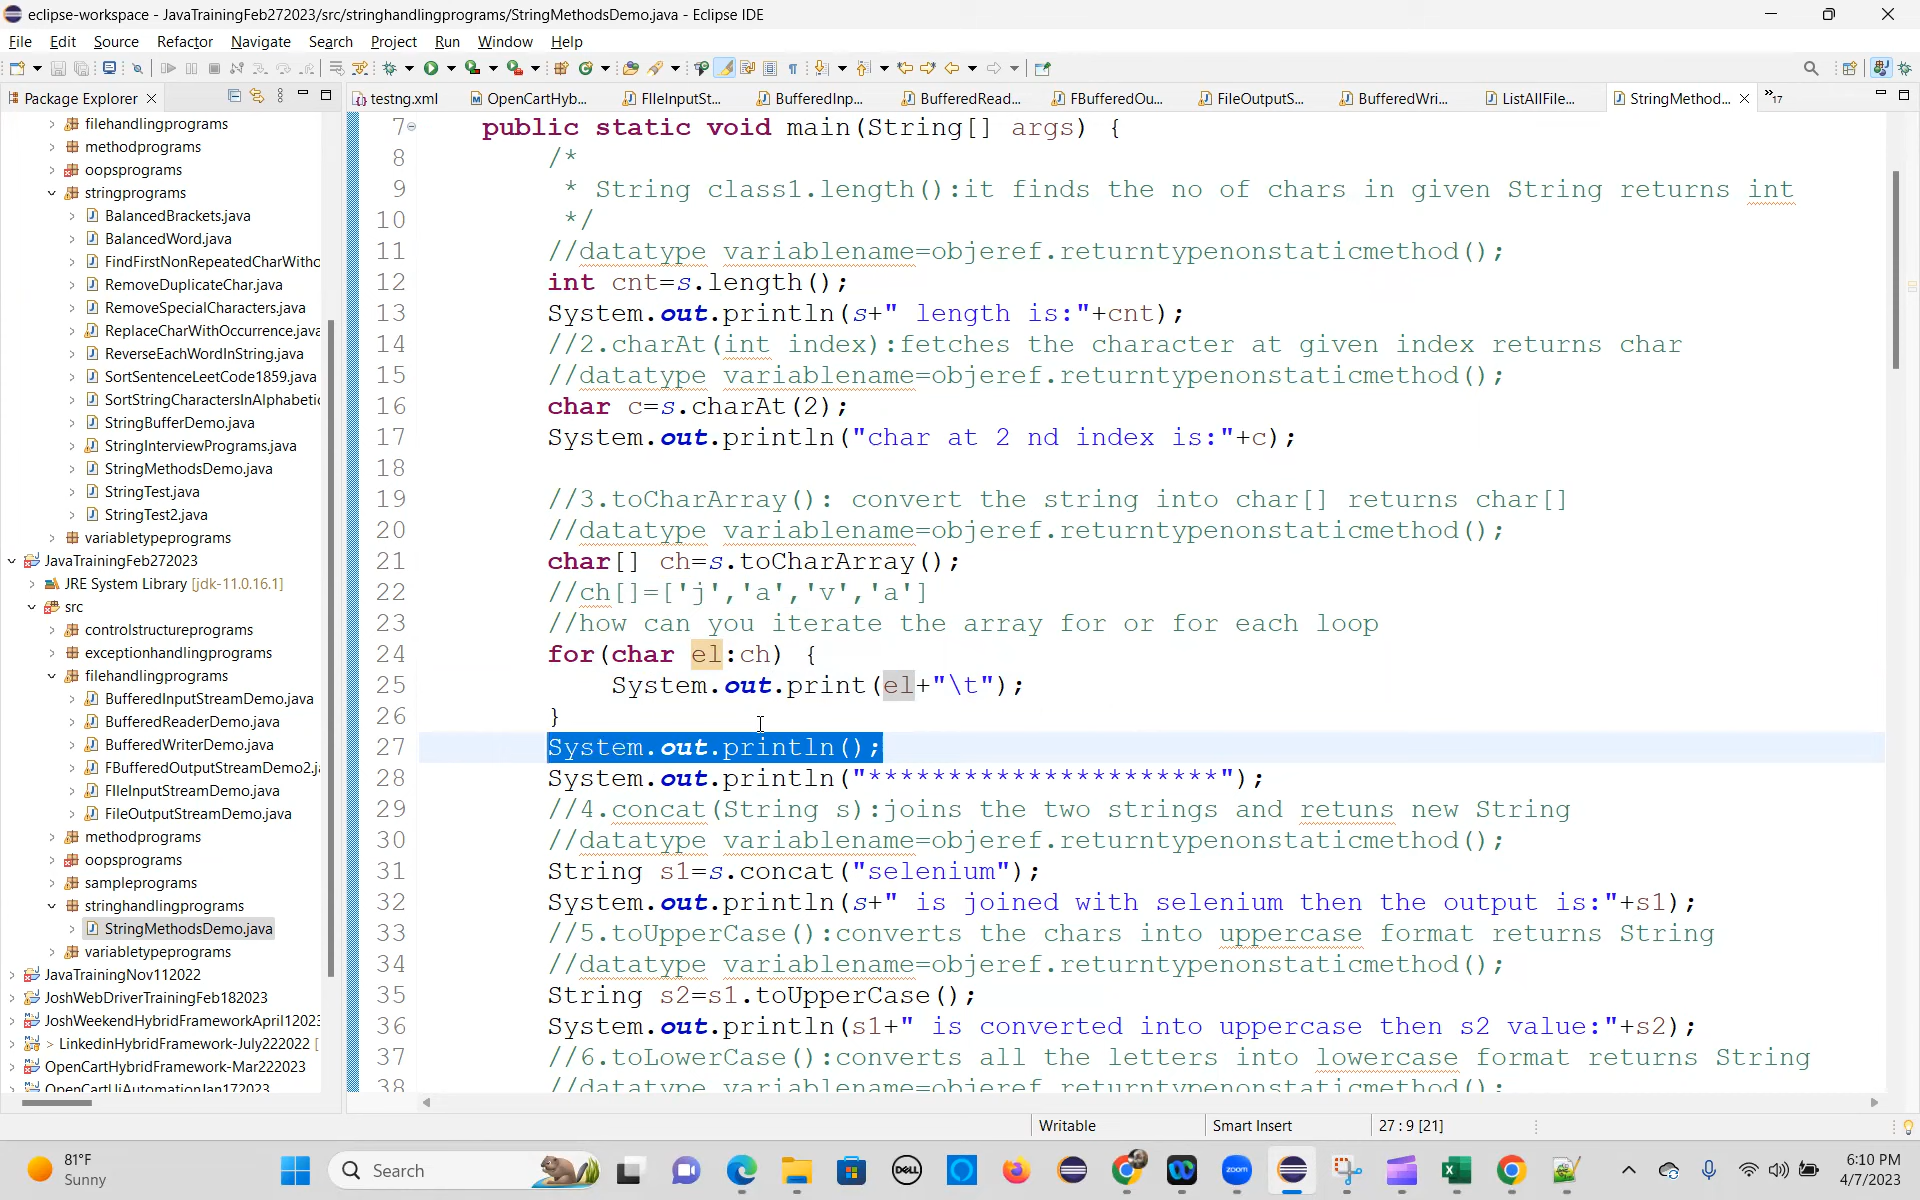 eclipse-workspace - JavaTrainingFeb272023/src/stringhandlingprograms/StringMethodsDemo.java - Eclipse IDE
File Edit Source Refactor Navigate Search Project Run Window Help
Package Explorer
testng.xml OpenCartHyb... FIleInputSt... BufferedInp... BufferedRead... FBufferedOu... FileOutputS... BufferedWri... ListAllFile... StringMethod... »17
filehandlingprograms
methodprograms
oopsprograms
stringprograms
BalancedBrackets.java
BalancedWord.java
FindFirstNonRepeatedCharWitho
RemoveDuplicateChar.java
RemoveSpecialCharacters.java
ReplaceCharWithOccurrence.java
ReverseEachWordInString.java
SortSentenceLeetCode1859.java
SortStringCharactersInAlphabetic
StringBufferDemo.java
StringInterviewPrograms.java
StringMethodsDemo.java
StringTest.java
StringTest2.java
variabletypeprograms
JavaTrainingFeb272023
JRE System Library [jdk-11.0.16.1]
src
controlstructureprograms
exceptionhandlingprograms
filehandlingprograms
BufferedInputStreamDemo.java
BufferedReaderDemo.java
BufferedWriterDemo.java
FBufferedOutputStreamDemo2.j
FIleInputStreamDemo.java
FileOutputStreamDemo.java
methodprograms
oopsprograms
sampleprograms
stringhandlingprograms
StringMethodsDemo.java
variabletypeprograms
JavaTrainingNov112022
JoshWebDriverTrainingFeb182023
JoshWeekendHybridFrameworkApril12023
> LinkedinHybridFramework-July222022 [
OpenCartHybridFramework-Mar222023
OpenCartUiAutomationJan172023
7 public static void main(String[] args) {
8 /*
9 * String class1.length():it finds the no of chars in given String returns int
10 */
11 //datatype variablename=objeref.returntypenonstaticmethod();
12 int cnt=s.length();
13 System.out.println(s+" length is:"+cnt);
14 //2.charAt(int index):fetches the character at given index returns char
15 //datatype variablename=objeref.returntypenonstaticmethod();
16 char c=s.charAt(2);
17 System.out.println("char at 2 nd index is:"+c);
18
19 //3.toCharArray(): convert the string into char[] returns char[]
20 //datatype variablename=objeref.returntypenonstaticmethod();
21 char[] ch=s.toCharArray();
22 //ch[]=['j','a','v','a']
23 //how can you iterate the array for or for each loop
24 for(char el:ch) {
25 System.out.print(el+"\t");
26 }
27 System.out.println();
28 System.out.println("**********************");
29 //4.concat(String s):joins the two strings and retuns new String
30 //datatype variablename=objeref.returntypenonstaticmethod();
31 String s1=s.concat("selenium");
32 System.out.println(s+" is joined with selenium then the output is:"+s1);
33 //5.toUpperCase():converts the chars into uppercase format returns String
34 //datatype variablename=objeref.returntypenonstaticmethod();
35 String s2=s1.toUpperCase();
36 System.out.println(s1+" is converted into uppercase then s2 value:"+s2);
37 //6.toLowerCase():converts all the letters into lowercase format returns String
38 //datatype variablename=objeref.returntypenonstaticmethod();
Writable Smart Insert 27 : 9 [21]
81°F
Sunny
Search
DELL
zoom
6:10 PM
4/7/2023